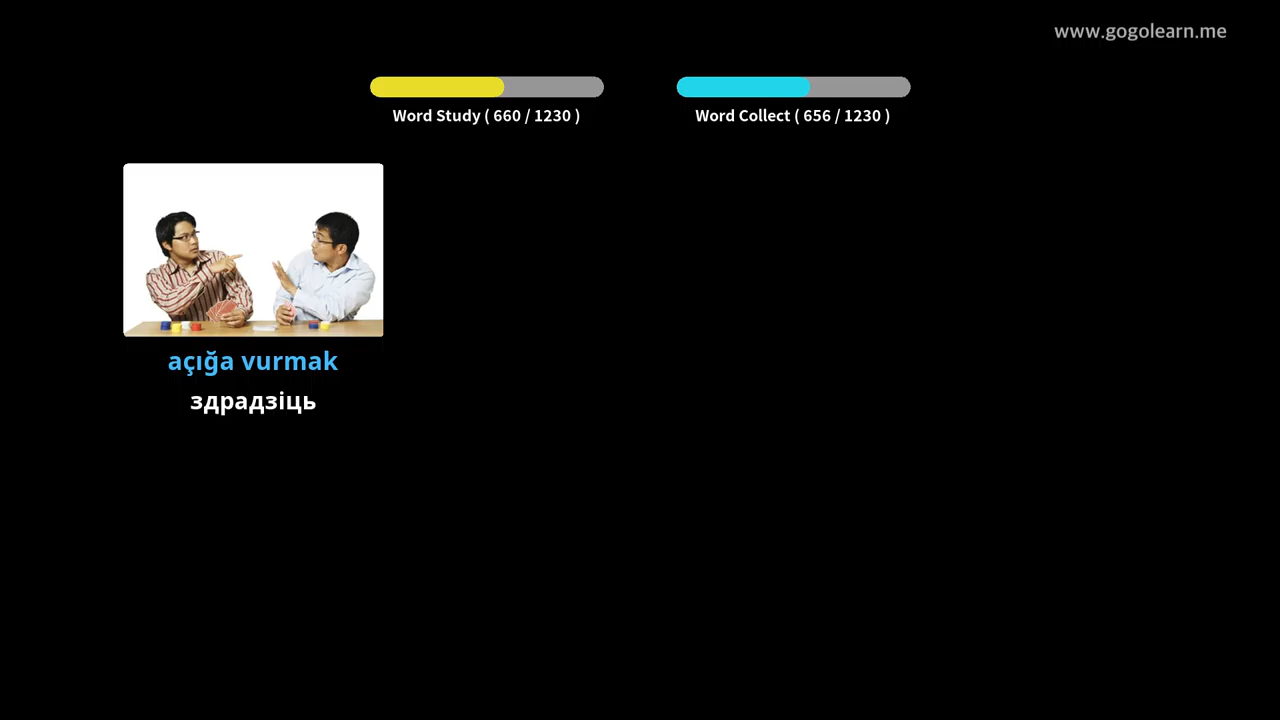 www.gogolearn.me
Word Study ( 660 / 1230 )
Word Collect ( 656 / 1230 )
açığa vurmak
здрадзіць